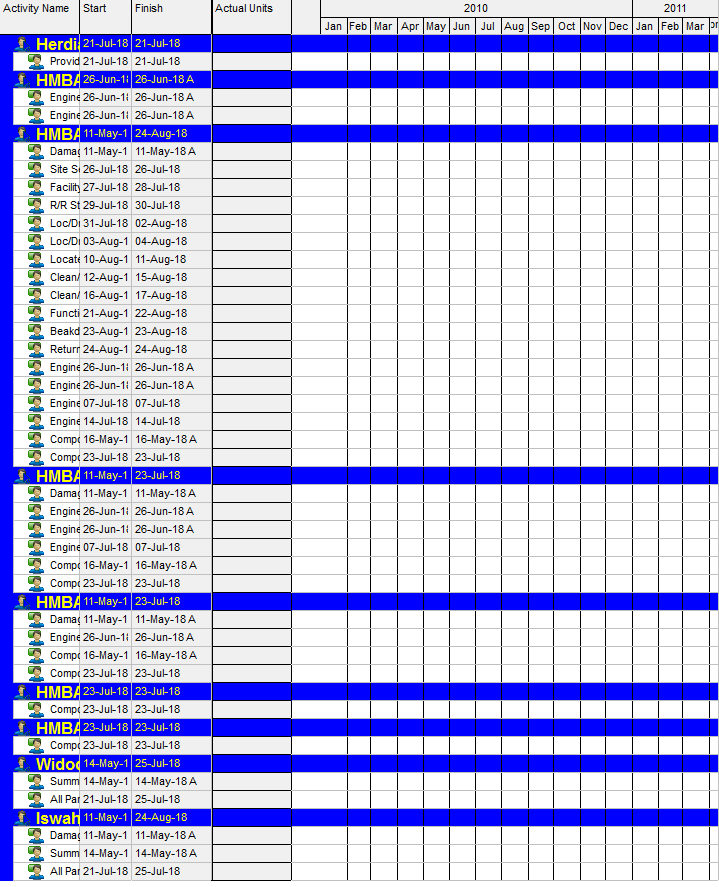 Activity Name Start Finish Actual Units 2010 2011
Jan Feb Mar Apr May Jun Jul Aug Sep Oct Nov Dec Jan Feb Mar
Herdia 21-Jul-18 21-Jul-18
Provid 21-Jul-18 21-Jul-18
HMBA 26-Jun-18 26-Jun-18 A
Engine 26-Jun-18 26-Jun-18 A
Engine 26-Jun-18 26-Jun-18 A
HMBA 11-May-1 24-Aug-18
Damag 11-May-1 11-May-18 A
Site Se 26-Jul-18 26-Jul-18
Facility 27-Jul-18 28-Jul-18
R/R St 29-Jul-18 30-Jul-18
Loc/Dr 31-Jul-18 02-Aug-18
Loc/Dr 03-Aug-1 04-Aug-18
Locate 10-Aug-1 11-Aug-18
Clean/ 12-Aug-1 15-Aug-18
Clean/ 16-Aug-1 17-Aug-18
Functi 21-Aug-1 22-Aug-18
Beakd 23-Aug-1 23-Aug-18
Return 24-Aug-1 24-Aug-18
Engine 26-Jun-18 26-Jun-18 A
Engine 26-Jun-18 26-Jun-18 A
Engine 07-Jul-18 07-Jul-18
Engine 14-Jul-18 14-Jul-18
Compo 16-May-1 16-May-18 A
Compo 23-Jul-18 23-Jul-18
HMBA 11-May-1 23-Jul-18
Damag 11-May-1 11-May-18 A
Engine 26-Jun-18 26-Jun-18 A
Engine 26-Jun-18 26-Jun-18 A
Engine 07-Jul-18 07-Jul-18
Compo 16-May-1 16-May-18 A
Compo 23-Jul-18 23-Jul-18
HMBA 11-May-1 23-Jul-18
Damag 11-May-1 11-May-18 A
Engine 26-Jun-18 26-Jun-18 A
Compo 16-May-1 16-May-18 A
Compo 23-Jul-18 23-Jul-18
HMBA 23-Jul-18 23-Jul-18
Compo 23-Jul-18 23-Jul-18
HMBA 23-Jul-18 23-Jul-18
Compo 23-Jul-18 23-Jul-18
Widoc 14-May-1 25-Jul-18
Summ 14-May-1 14-May-18 A
All Par 21-Jul-18 25-Jul-18
Iswah 11-May-1 24-Aug-18
Damag 11-May-1 11-May-18 A
Summ 14-May-1 14-May-18 A
All Par 21-Jul-18 25-Jul-18